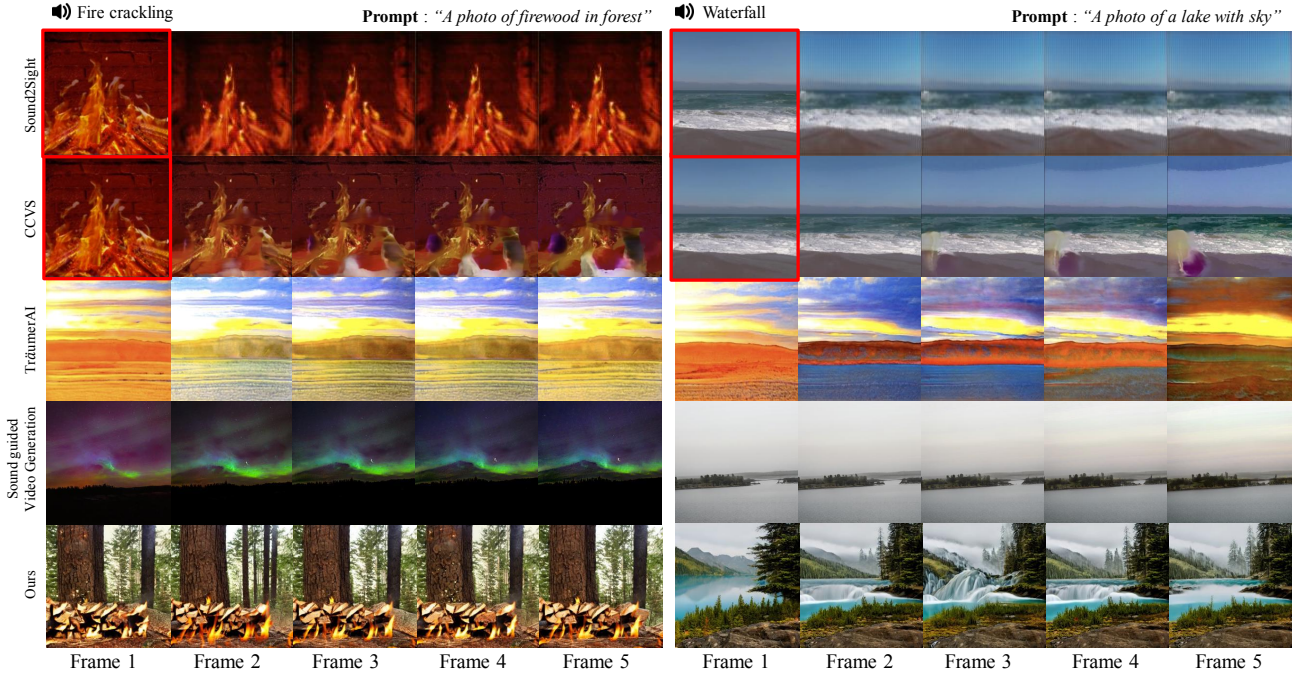 Fire crackling
Prompt : "A photo of firewood in forest"
Waterfall
Prompt : "A photo of a lake with sky"
Sound2Sight
CCVS
TräumerAI
Sound guided
Video Generation
Ours
Frame 1 Frame 2 Frame 3 Frame 4 Frame 5
Frame 1 Frame 2 Frame 3 Frame 4 Frame 5